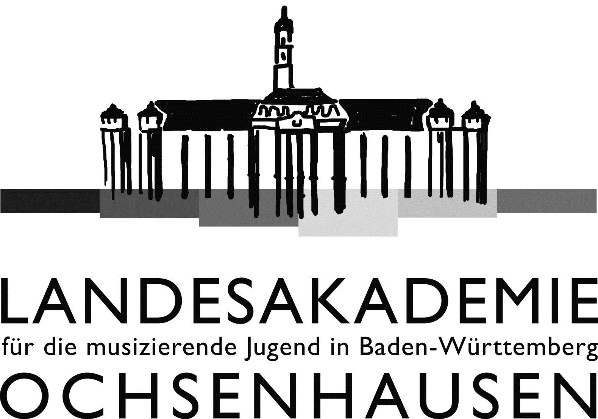 LANDESAKADEMIE
für die musizierende Jugend in Baden-Württemberg
OCHSENHAUSEN